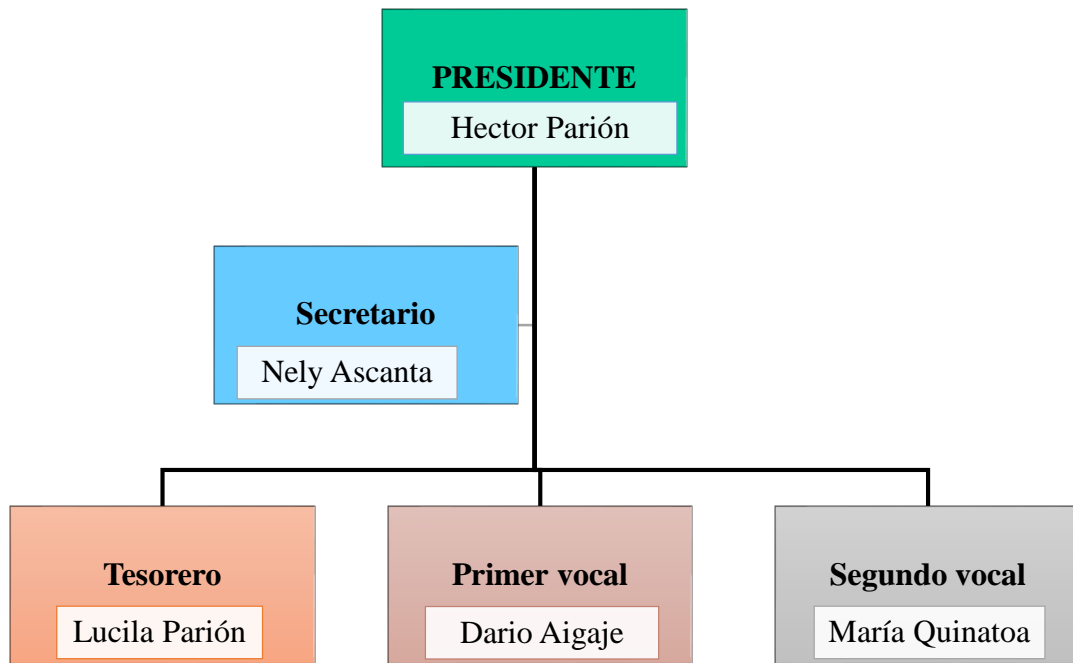 PRESIDENTE
Hector Parión
Secretario
Nely Ascanta
Tesorero
Lucila Parión
Primer vocal
Dario Aigaje
Segundo vocal
María Quinatoa